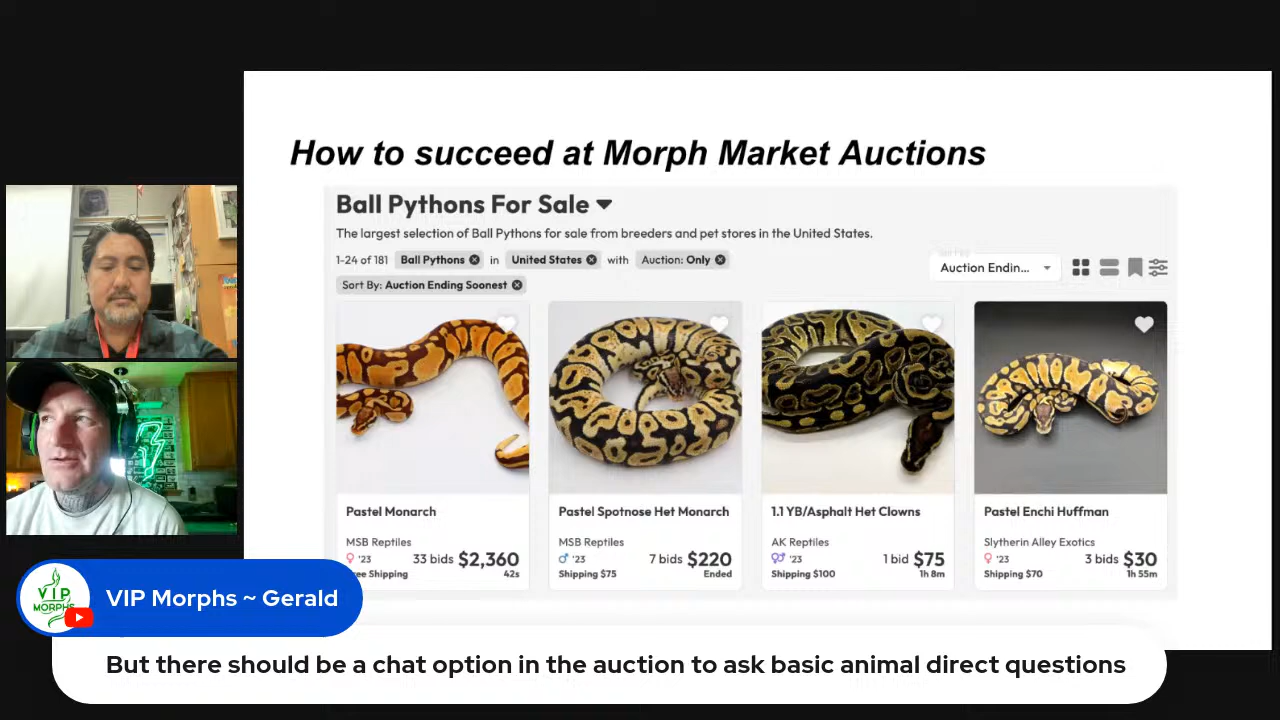 How to succeed at Morph Market Auctions
Ball Pythons For Sale
The largest selection of Ball Pythons for sale from breeders and pet stores in the United States.
1-24 of 181 Ball Pythons in United States with Auction: Only
Auction Endin...
Sort By: Auction Ending Soonest
Pastel Monarch
MSB Reptiles
'23 33 bids $2,360
ee Shipping 42s
Pastel Spotnose Het Monarch
MSB Reptiles
'23 7 bids $220
Shipping $75 Ended
1.1 YB/Asphalt Het Clowns
AK Reptiles
'23 1 bid $75
Shipping $100 1h 8m
Pastel Enchi Huffman
Slytherin Alley Exotics
'23 3 bids $30
Shipping $70 1h 55m
VIP
MORPHS
VIP Morphs ~ Gerald
But there should be a chat option in the auction to ask basic animal direct questions